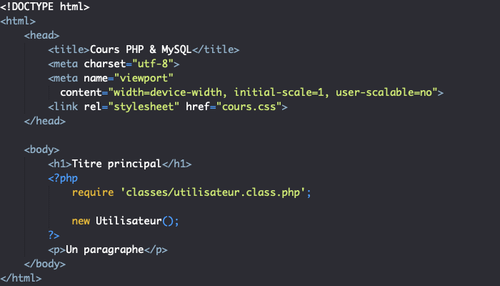 <!DOCTYPE html>
<html>
    <head>
        <title>Cours PHP & MySQL</title>
        <meta charset="utf-8">
        <meta name="viewport"
          content="width=device-width, initial-scale=1, user-scalable=no">
        <link rel="stylesheet" href="cours.css">
    </head>

    <body>
        <h1>Titre principal</h1>
        <?php
            require 'classes/utilisateur.class.php';

            new Utilisateur();
        ?>
        <p>Un paragraphe</p>
    </body>
</html>